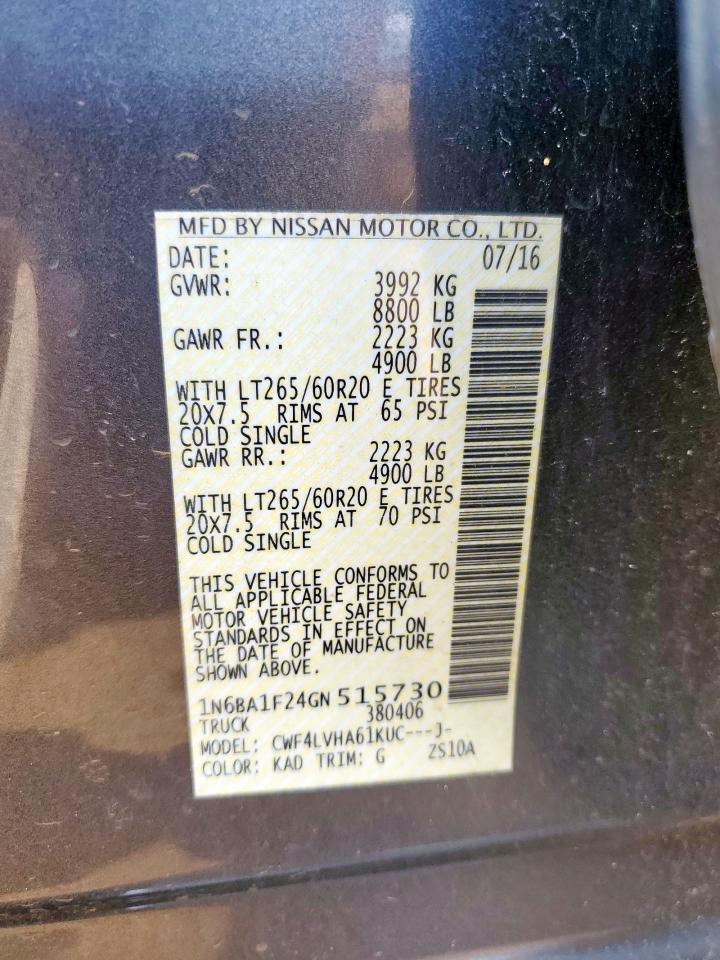 MFD BY NISSAN MOTOR CO., LTD.
DATE: 07/16
GVWR: 3992 KG
8800 LB
GAWR FR.: 2223 KG
4900 LB
WITH LT265/60R20 E TIRES
20X7.5 RIMS AT 65 PSI
COLD SINGLE
GAWR RR.: 2223 KG
4900 LB
WITH LT265/60R20 E TIRES
20X7.5 RIMS AT 70 PSI
COLD SINGLE
THIS VEHICLE CONFORMS TO
ALL APPLICABLE FEDERAL
MOTOR VEHICLE SAFETY
STANDARDS IN EFFECT ON
THE DATE OF MANUFACTURE
SHOWN ABOVE.
1N6BA1F24GN515730
TRUCK 380406
MODEL: CWF4LVHA61KUC---J-
COLOR: KAD TRIM: G ZS10A